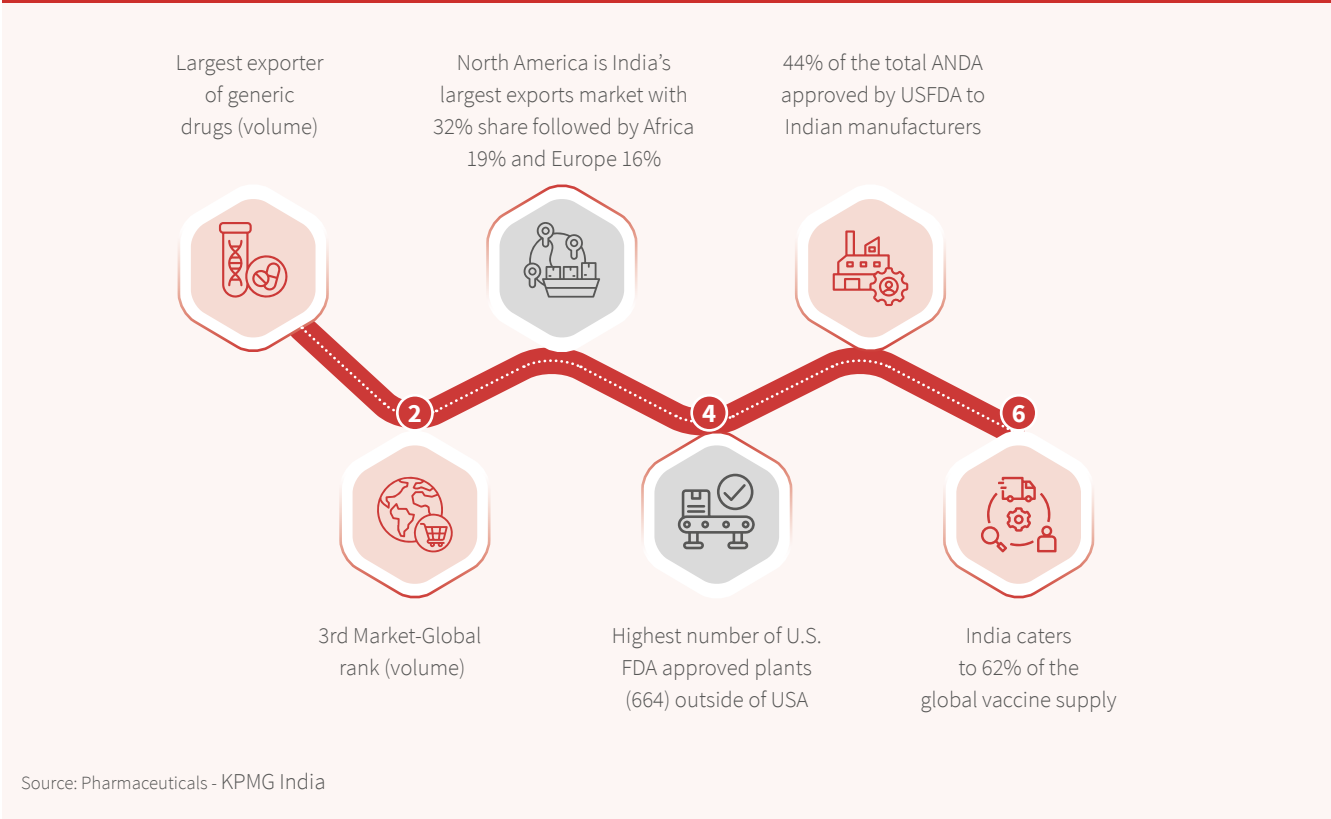 Largest exporter
of generic
drugs (volume)
North America is India’s
largest exports market with
32% share followed by Africa
19% and Europe 16%
44% of the total ANDA
approved by USFDA to
Indian manufacturers
2
4
6
3rd Market-Global
rank (volume)
Highest number of U.S.
FDA approved plants
(664) outside of USA
India caters
to 62% of the
global vaccine supply
Source: Pharmaceuticals - KPMG India